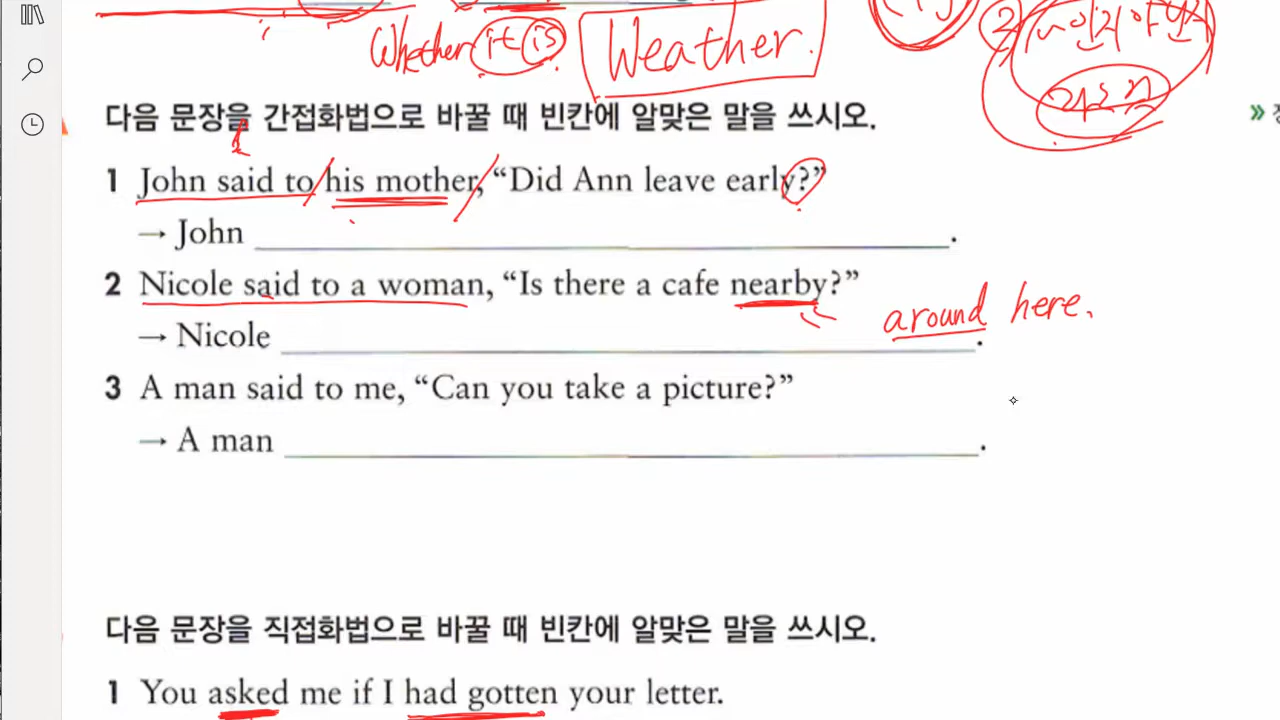 Whether it is Weather.
②
다음 문장을 간접화법으로 바꿀 때 빈칸에 알맞은 말을 쓰시오.
1 John said to his mother, “Did Ann leave early?”
→ John .
2 Nicole said to a woman, “Is there a cafe nearby?”
around here.
→ Nicole .
3 A man said to me, “Can you take a picture?”
→ A man .
다음 문장을 직접화법으로 바꿀 때 빈칸에 알맞은 말을 쓰시오.
1 You asked me if I had gotten your letter.